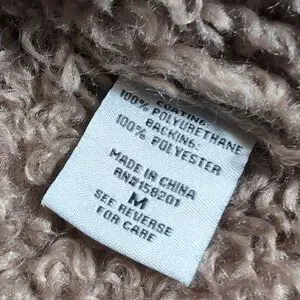 COATING:
100% POLYURETHANE
BACKING:
100% POLYESTER
MADE IN CHINA
RN#158201
M
SEE REVERSE
FOR CARE